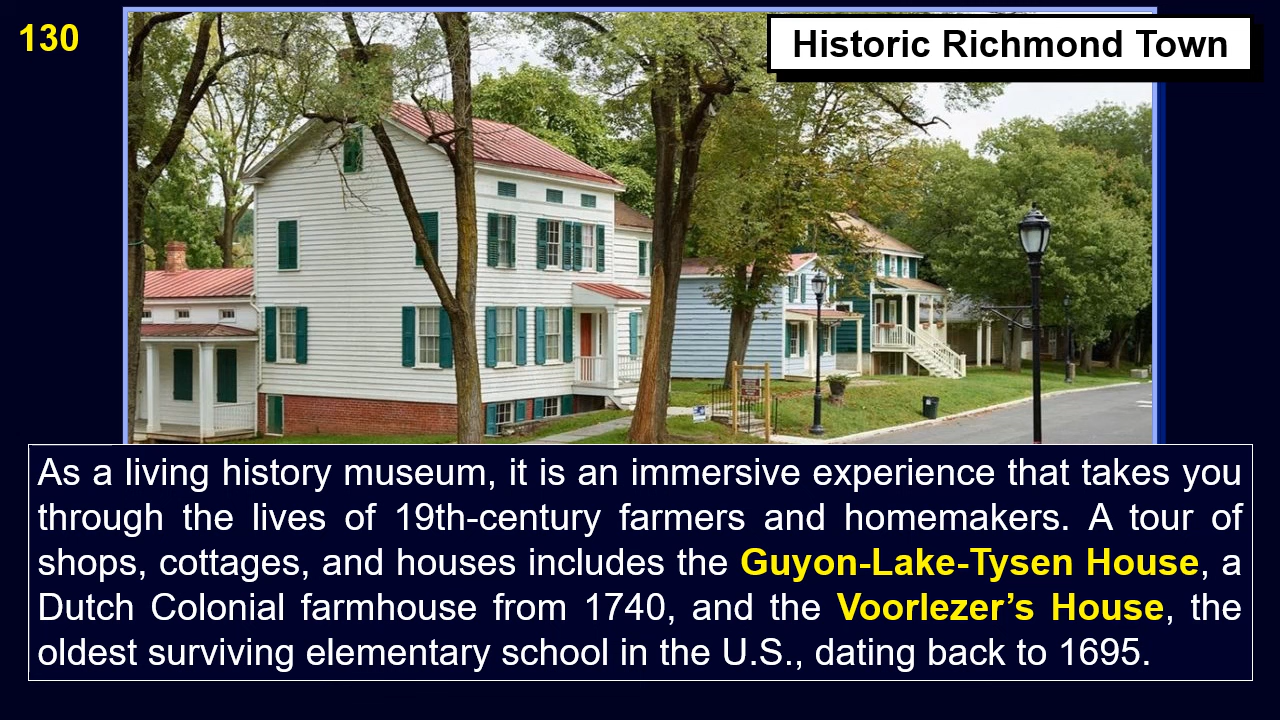 130
Historic Richmond Town
As a living history museum, it is an immersive experience that takes you
through the lives of 19th-century farmers and homemakers. A tour of
shops, cottages, and houses includes the Guyon-Lake-Tysen House, a
Dutch Colonial farmhouse from 1740, and the Voorlezer’s House, the
oldest surviving elementary school in the U.S., dating back to 1695.